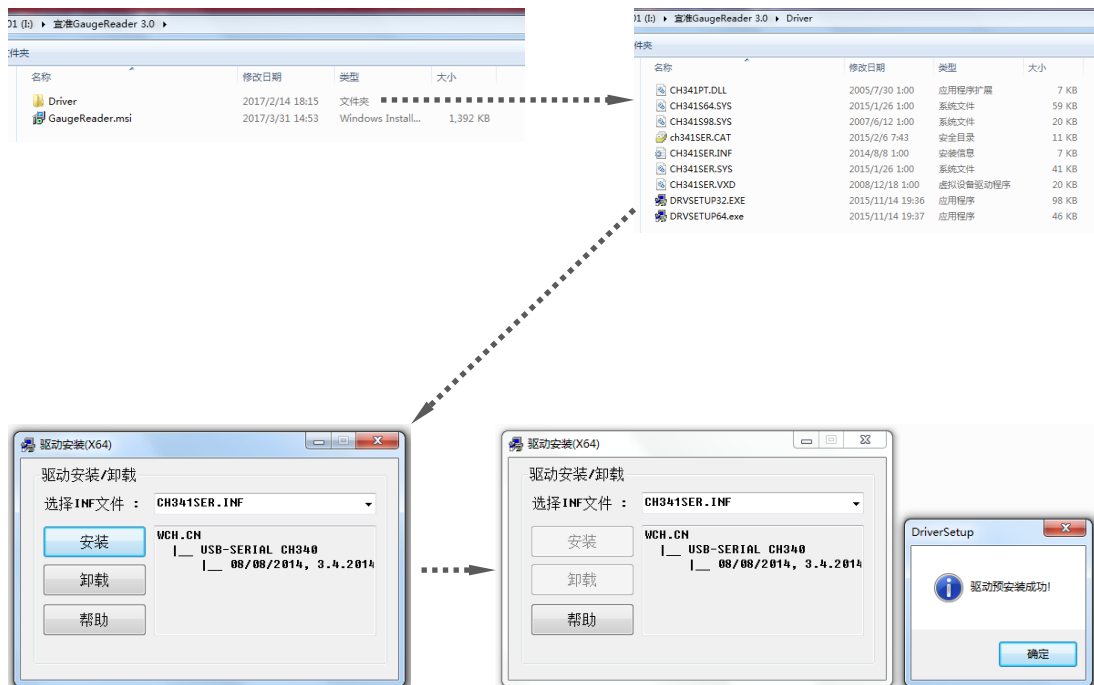 01 (I:) ▸ 宜准GaugeReader 3.0 ▸
件夹
名称 修改日期 类型 大小
Driver 2017/2/14 18:15 文件夹
GaugeReader.msi 2017/3/31 14:53 Windows Install... 1,392 KB
01 (I:) ▸ 宜准GaugeReader 3.0 ▸ Driver
件夹
名称 修改日期 类型 大小
CH341PT.DLL 2005/7/30 1:00 应用程序扩展 7 KB
CH341S64.SYS 2015/1/26 1:00 系统文件 59 KB
CH341S98.SYS 2007/6/12 1:00 系统文件 20 KB
ch341SER.CAT 2015/2/6 7:43 安全目录 11 KB
CH341SER.INF 2014/8/8 1:00 安装信息 7 KB
CH341SER.SYS 2015/1/26 1:00 系统文件 41 KB
CH341SER.VXD 2008/12/18 1:00 虚拟设备驱动程序 20 KB
DRVSETUP32.EXE 2015/11/14 19:36 应用程序 98 KB
DRVSETUP64.exe 2015/11/14 19:37 应用程序 46 KB
驱动安装(X64)
驱动安装/卸载
选择INF文件 : CH341SER.INF
安装
卸载
帮助
WCH.CN
|__ USB-SERIAL CH340
|__ 08/08/2014, 3.4.2014
驱动安装(X64)
驱动安装/卸载
选择INF文件 : CH341SER.INF
安装
卸载
帮助
WCH.CN
|__ USB-SERIAL CH340
|__ 08/08/2014, 3.4.2014
DriverSetup
驱动预安装成功!
确定